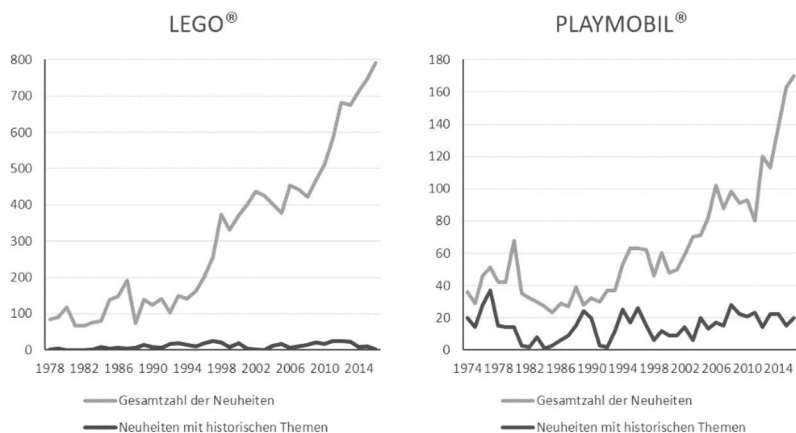 LEGO®
800
700
600
500
400
300
200
100
0
1978 1982 1986 1990 1994 1998 2002 2006 2010 2014
Gesamtzahl der Neuheiten
Neuheiten mit historischen Themen
PLAYMOBIL®
180
160
140
120
100
80
60
40
20
0
1974 1978 1982 1986 1990 1994 1998 2002 2006 2010 2014
Gesamtzahl der Neuheiten
Neuheiten mit historischen Themen